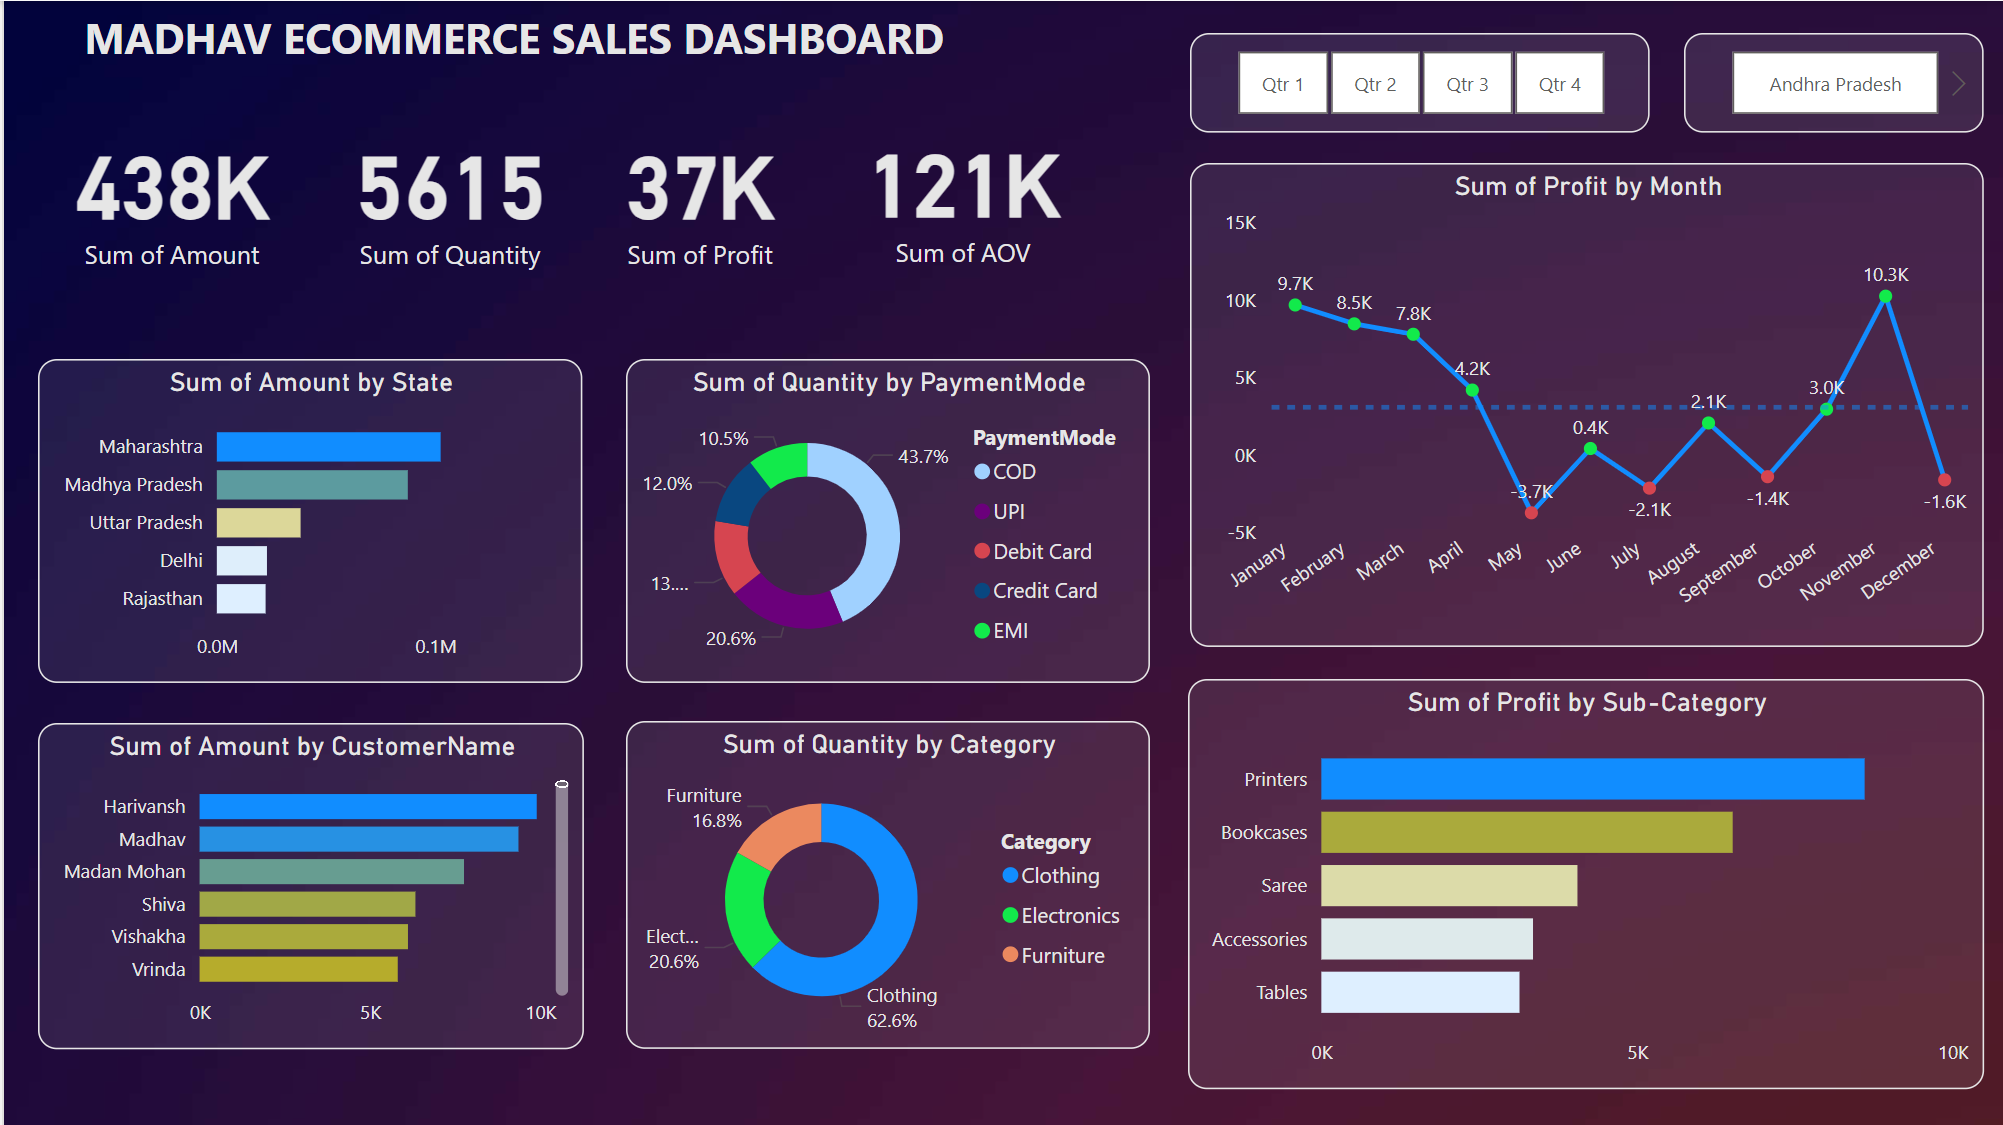 MADHAV ECOMMERCE SALES DASHBOARD
Qtr 1
Qtr 2
Qtr 3
Qtr 4
Andhra Pradesh
438K
Sum of Amount
5615
Sum of Quantity
37K
Sum of Profit
121K
Sum of AOV
Sum of Profit by Month
15K
10K
5K
0K
-5K
9.7K
8.5K
7.8K
4.2K
-3.7K
0.4K
-2.1K
2.1K
-1.4K
3.0K
10.3K
-1.6K
January
February
March
April
May
June
July
August
September
October
November
December
Sum of Amount by State
Maharashtra
Madhya Pradesh
Uttar Pradesh
Delhi
Rajasthan
0.0M
0.1M
Sum of Quantity by PaymentMode
10.5%
12.0%
13....
20.6%
43.7%
PaymentMode
COD
UPI
Debit Card
Credit Card
EMI
Sum of Amount by CustomerName
Harivansh
Madhav
Madan Mohan
Shiva
Vishakha
Vrinda
0K
5K
10K
Sum of Quantity by Category
Furniture
16.8%
Elect...
20.6%
Clothing
62.6%
Category
Clothing
Electronics
Furniture
Sum of Profit by Sub-Category
Printers
Bookcases
Saree
Accessories
Tables
0K
5K
10K